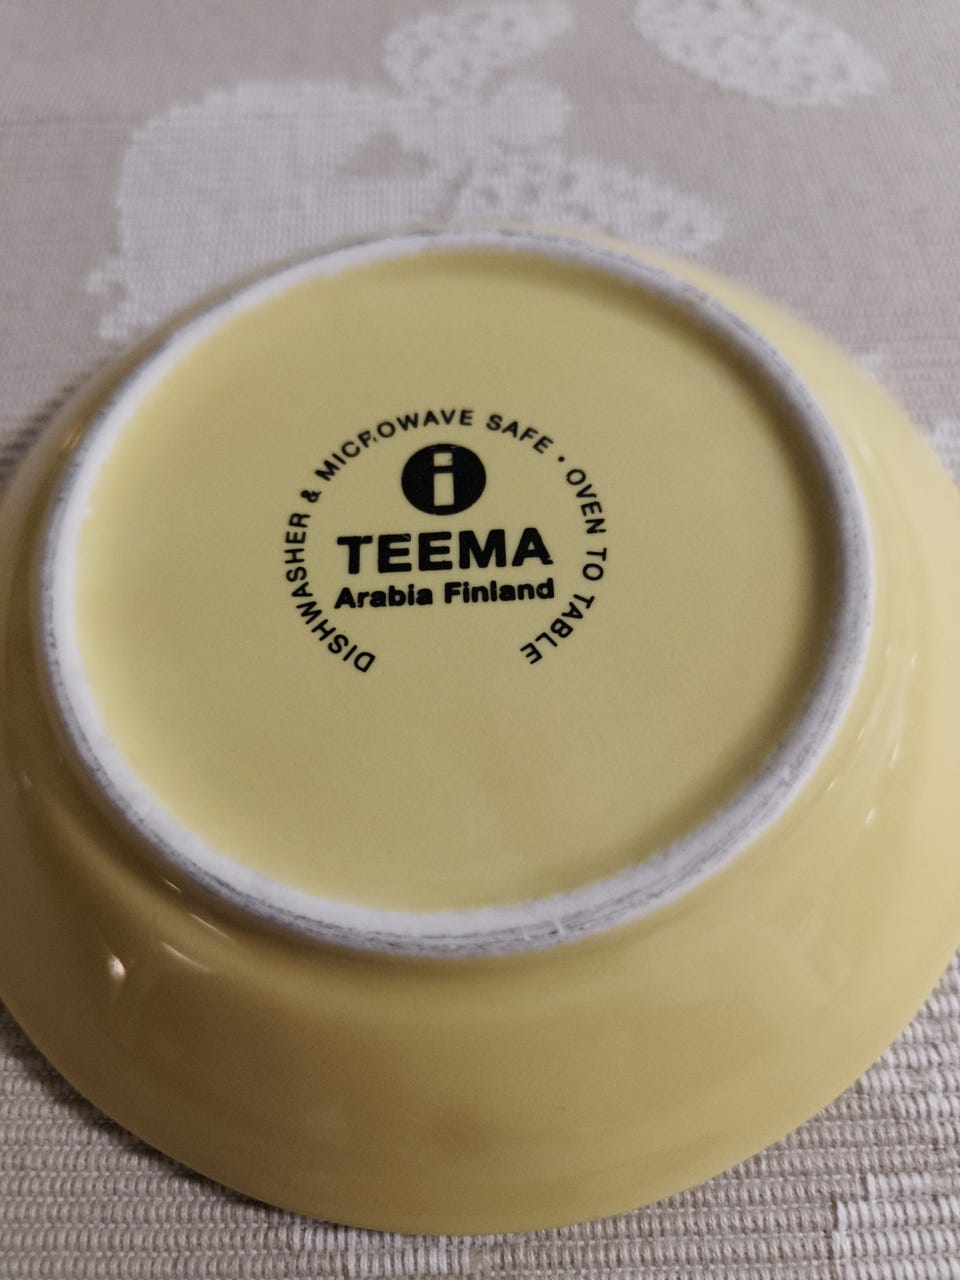 DISHWASHER & MICROWAVE SAFE • OVEN TO TABLE
i
TEEMA
Arabia Finland